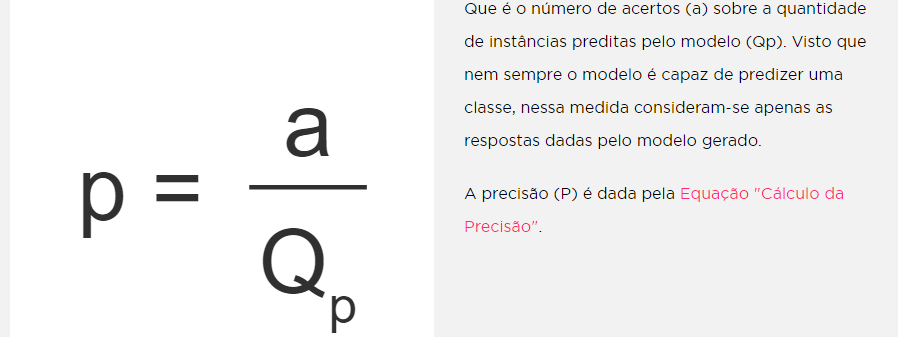 p = a / Qp
Que é o número de acertos (a) sobre a quantidade
de instâncias preditas pelo modelo (Qp). Visto que
nem sempre o modelo é capaz de predizer uma
classe, nessa medida consideram-se apenas as
respostas dadas pelo modelo gerado.
A precisão (P) é dada pela Equação "Cálculo da
Precisão".